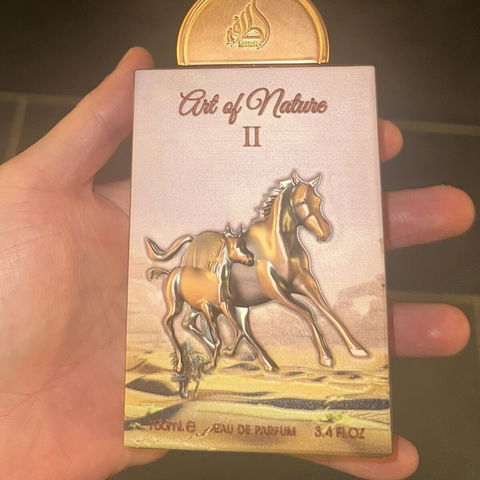 Art of Nature
II
100ml. ℮ EAU DE PARFUM 3.4 FL.OZ